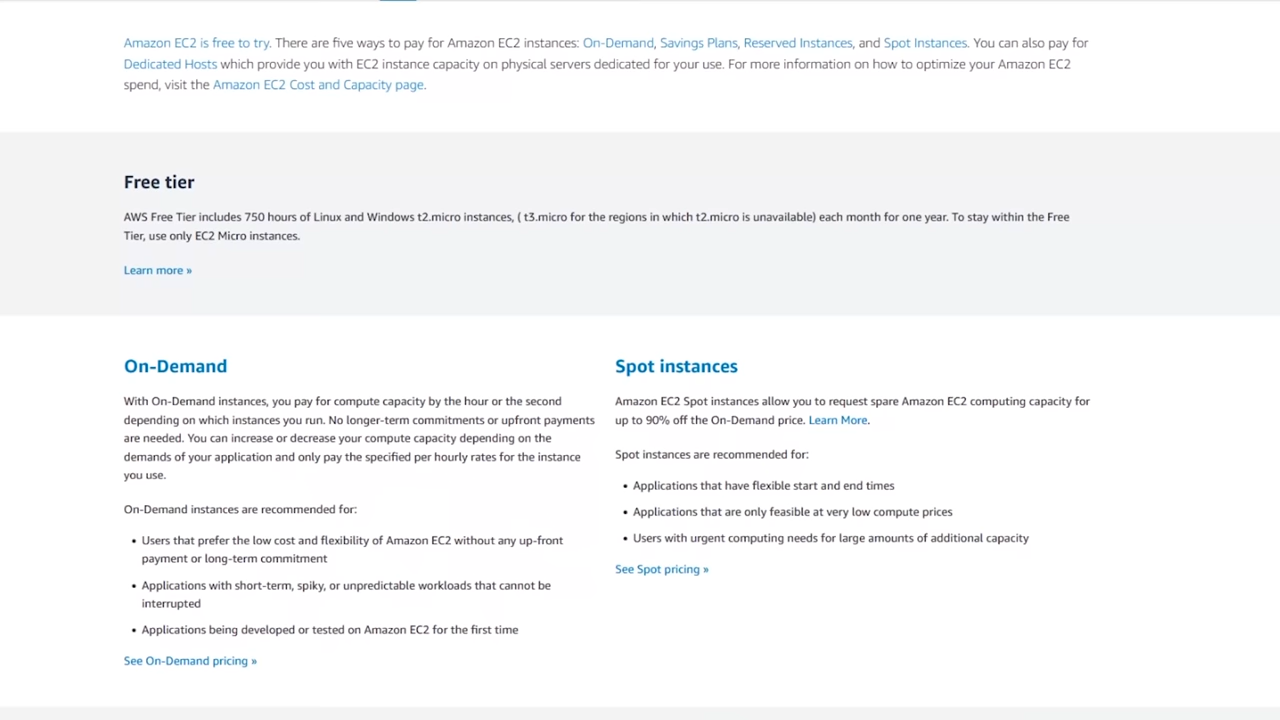 Amazon EC2 is free to try. There are five ways to pay for Amazon EC2 instances: On-Demand, Savings Plans, Reserved Instances, and Spot Instances. You can also pay for
Dedicated Hosts which provide you with EC2 instance capacity on physical servers dedicated for your use. For more information on how to optimize your Amazon EC2
spend, visit the Amazon EC2 Cost and Capacity page.
Free tier
AWS Free Tier includes 750 hours of Linux and Windows t2.micro instances, ( t3.micro for the regions in which t2.micro is unavailable) each month for one year. To stay within the Free
Tier, use only EC2 Micro instances.
Learn more »
On-Demand
With On-Demand instances, you pay for compute capacity by the hour or the second
depending on which instances you run. No longer-term commitments or upfront payments
are needed. You can increase or decrease your compute capacity depending on the
demands of your application and only pay the specified per hourly rates for the instance
you use.
On-Demand instances are recommended for:
• Users that prefer the low cost and flexibility of Amazon EC2 without any up-front
payment or long-term commitment
• Applications with short-term, spiky, or unpredictable workloads that cannot be
interrupted
• Applications being developed or tested on Amazon EC2 for the first time
See On-Demand pricing »
Spot instances
Amazon EC2 Spot instances allow you to request spare Amazon EC2 computing capacity for
up to 90% off the On-Demand price. Learn More.
Spot instances are recommended for:
• Applications that have flexible start and end times
• Applications that are only feasible at very low compute prices
• Users with urgent computing needs for large amounts of additional capacity
See Spot pricing »